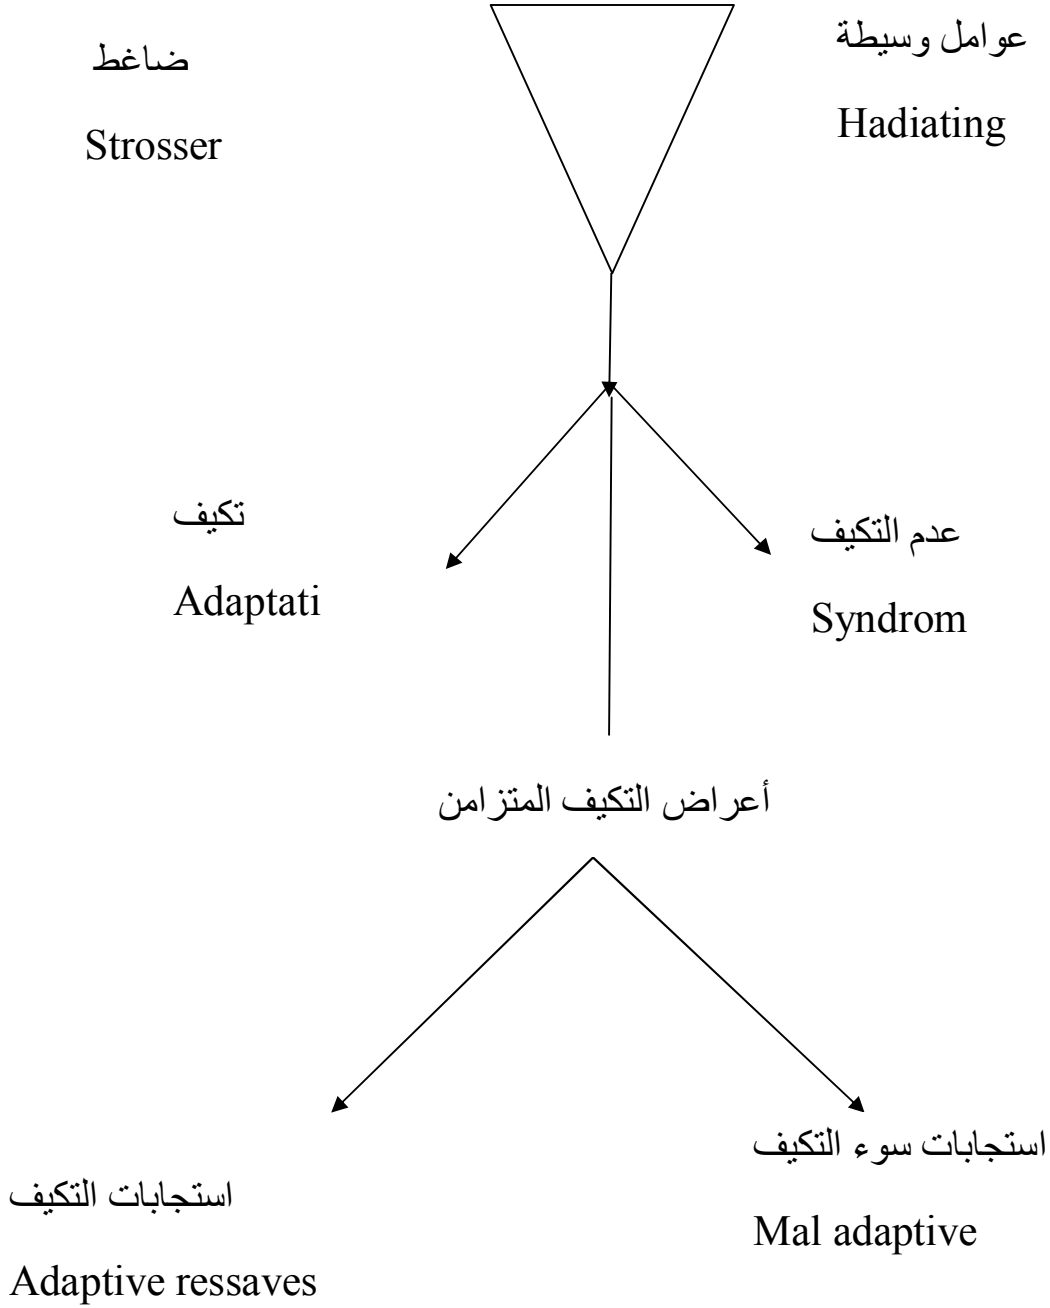 ضاغط
Strosser
عوامل وسيطة
Hadiating
تكيف
Adaptati
عدم التكيف
Syndrom
أعراض التكيف المتزامن
استجابات التكيف
Adaptive ressaves
استجابات سوء التكيف
Mal adaptive